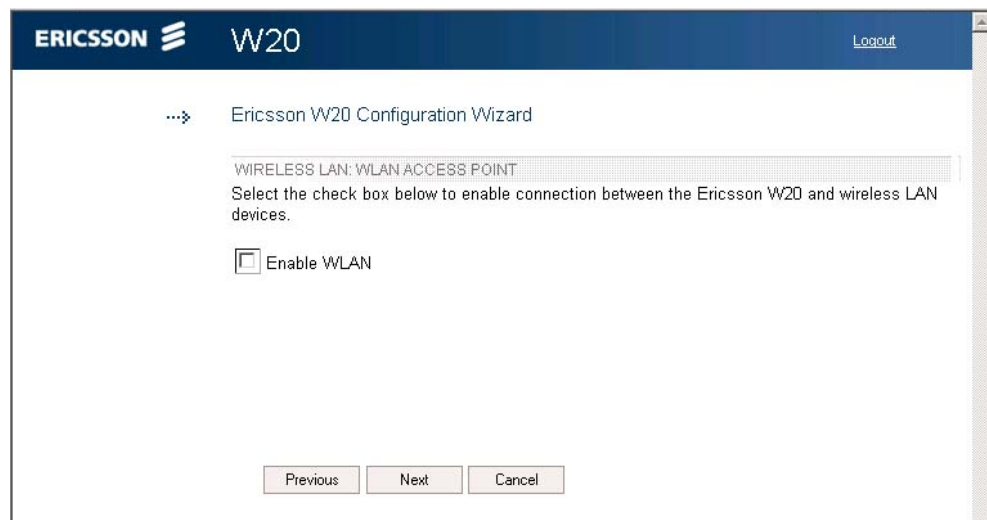 ERICSSON W20 Logout
Ericsson W20 Configuration Wizard
WIRELESS LAN: WLAN ACCESS POINT
Select the check box below to enable connection between the Ericsson W20 and wireless LAN
devices.
Enable WLAN
Previous Next Cancel